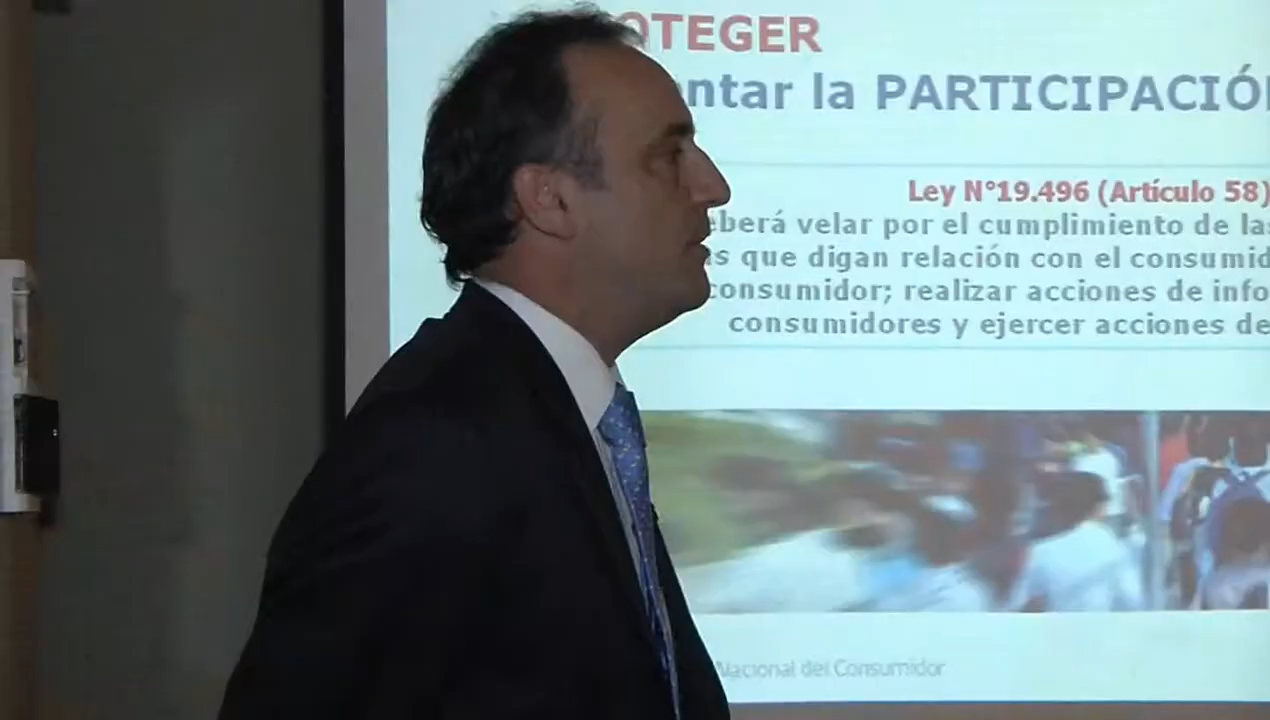 OTEGER
ntar la PARTICIPACIÓ
Ley N°19.496 (Artículo 58)
eberá velar por el cumplimiento de la
s que digan relación con el consumid
consumidor; realizar acciones de info
consumidores y ejercer acciones de
Nacional del Consumidor